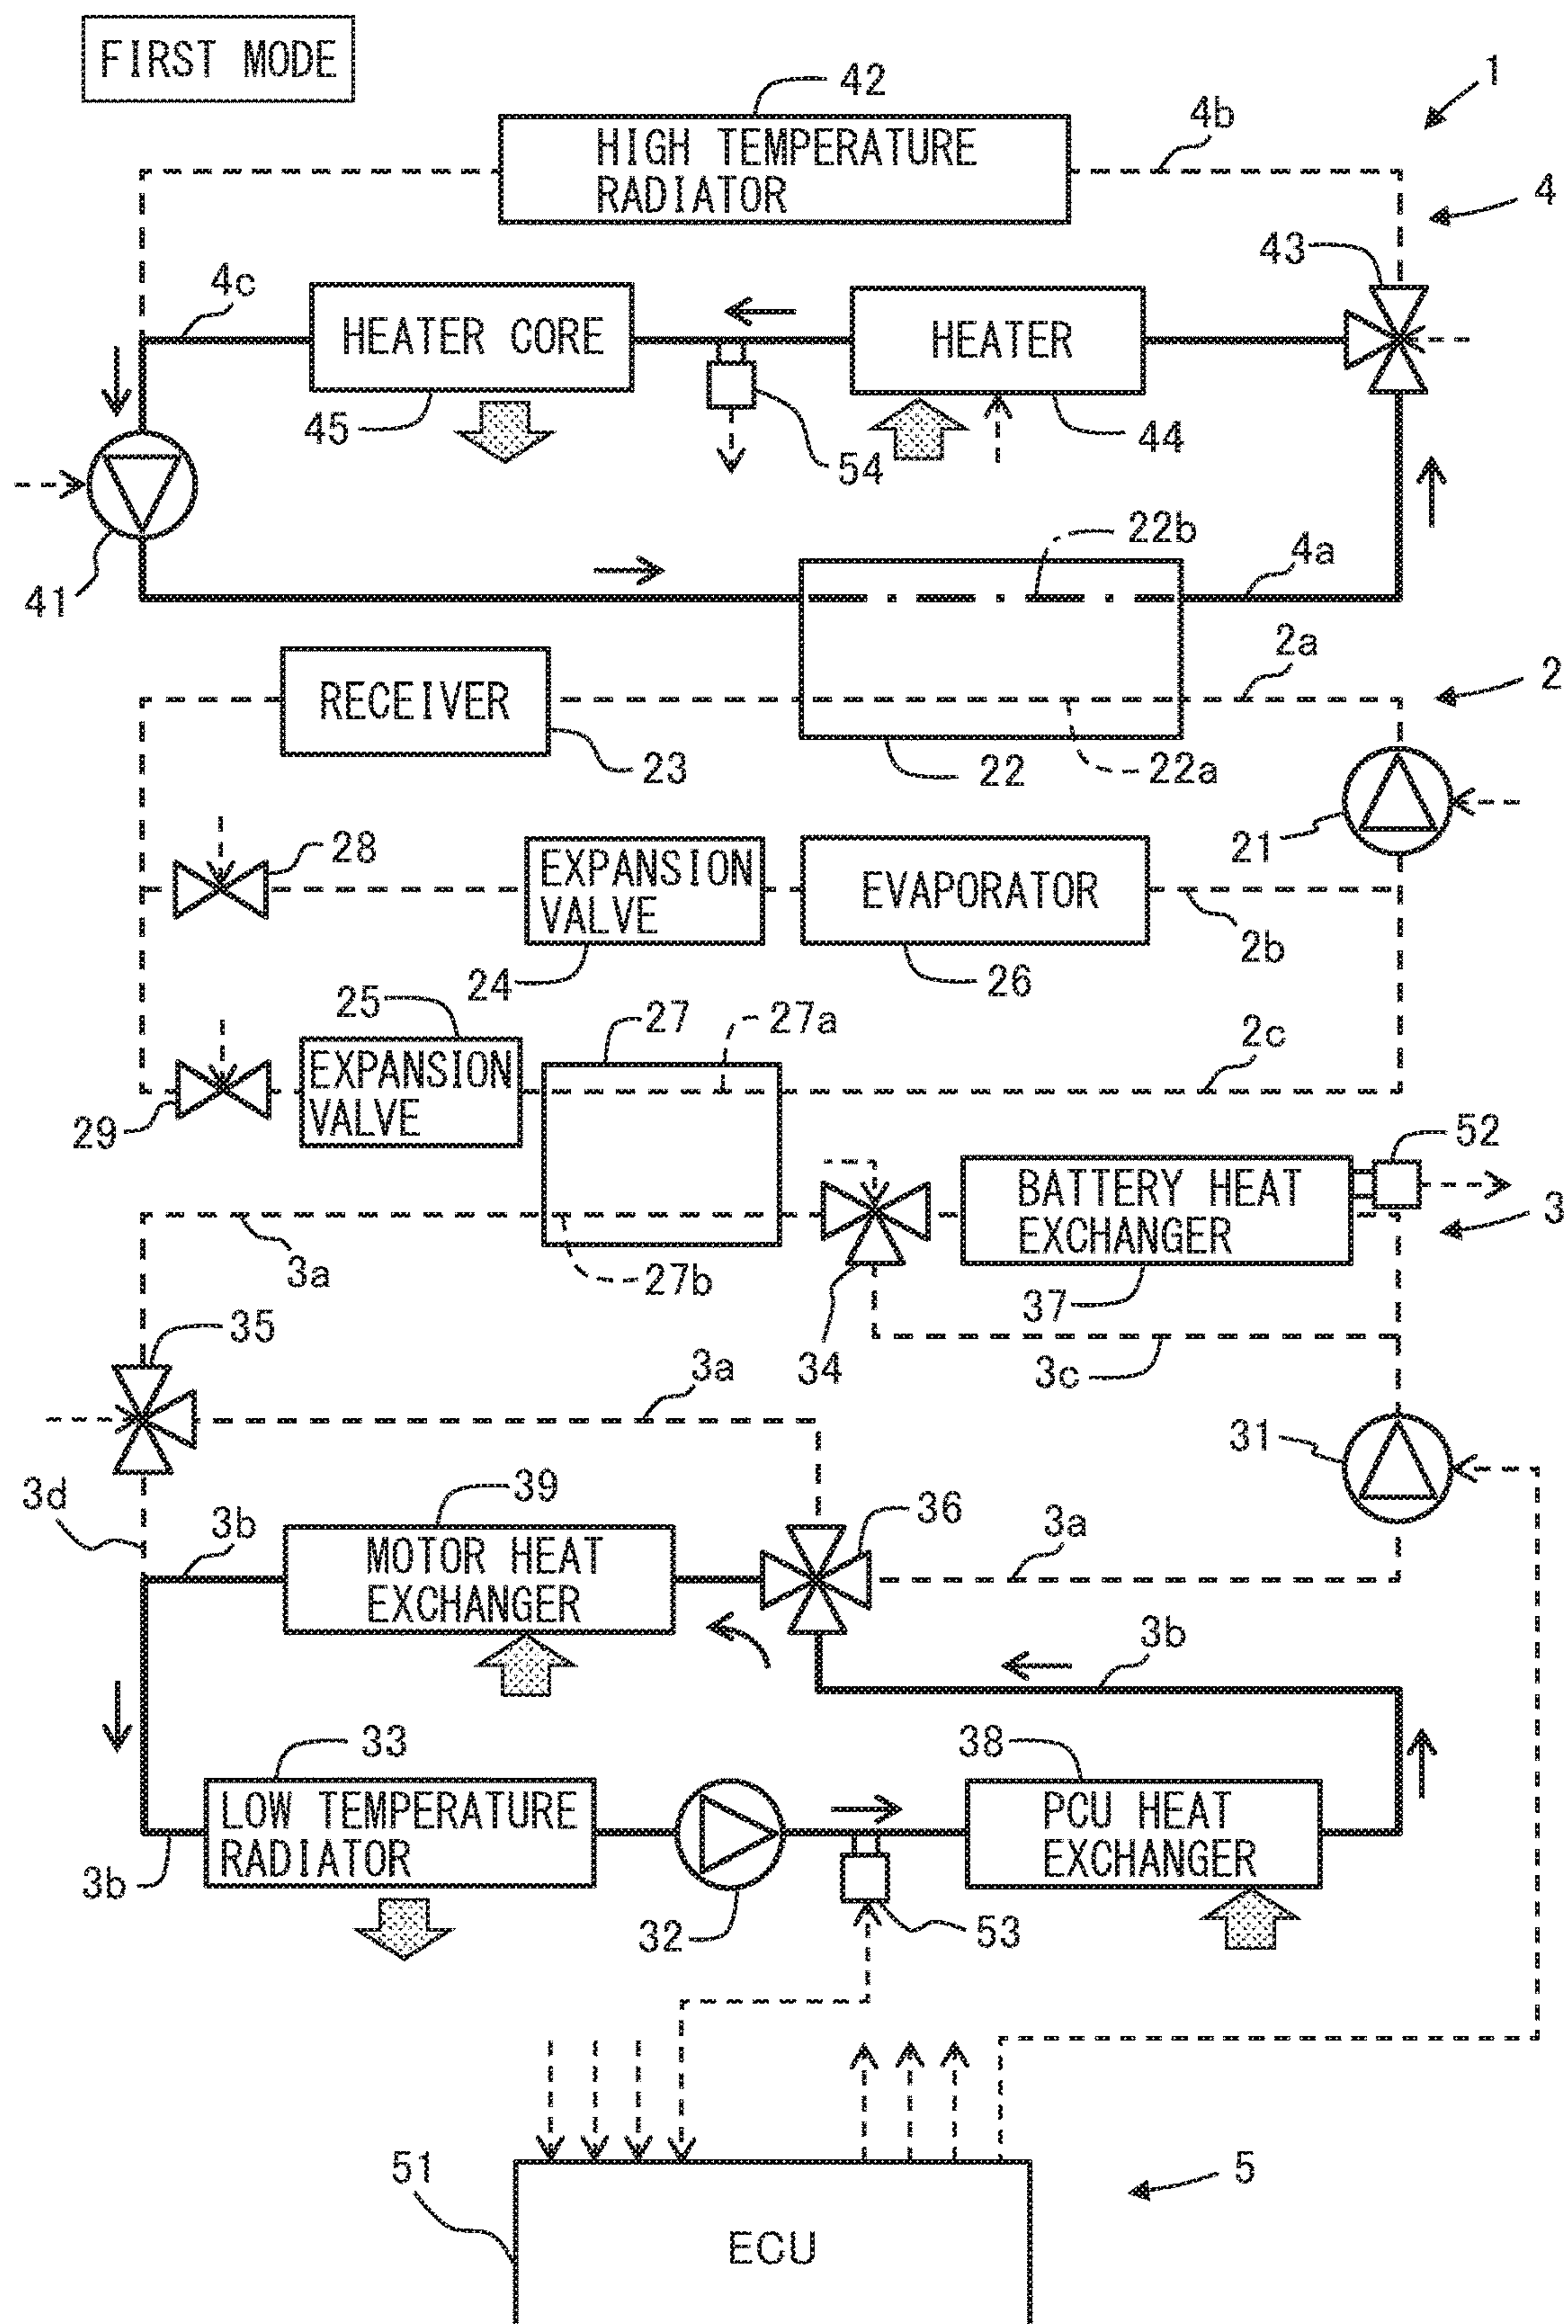 FIRST MODE
42
1
HIGH TEMPERATURE
RADIATOR
4b
4
43
4c
HEATER CORE
HEATER
45
54
44
22b
4a
41
2a
2
RECEIVER
23
22
22a
28
21
EXPANSION
VALVE
EVAPORATOR
2b
24
26
25
27
27a
2c
EXPANSION
VALVE
29
52
BATTERY HEAT
EXCHANGER
3
3a
27b
37
35
34
3c
3a
31
3d
39
36
3b
3a
MOTOR HEAT
EXCHANGER
3b
33
38
LOW TEMPERATURE
RADIATOR
PCU HEAT
EXCHANGER
3b
32
53
51
5
ECU